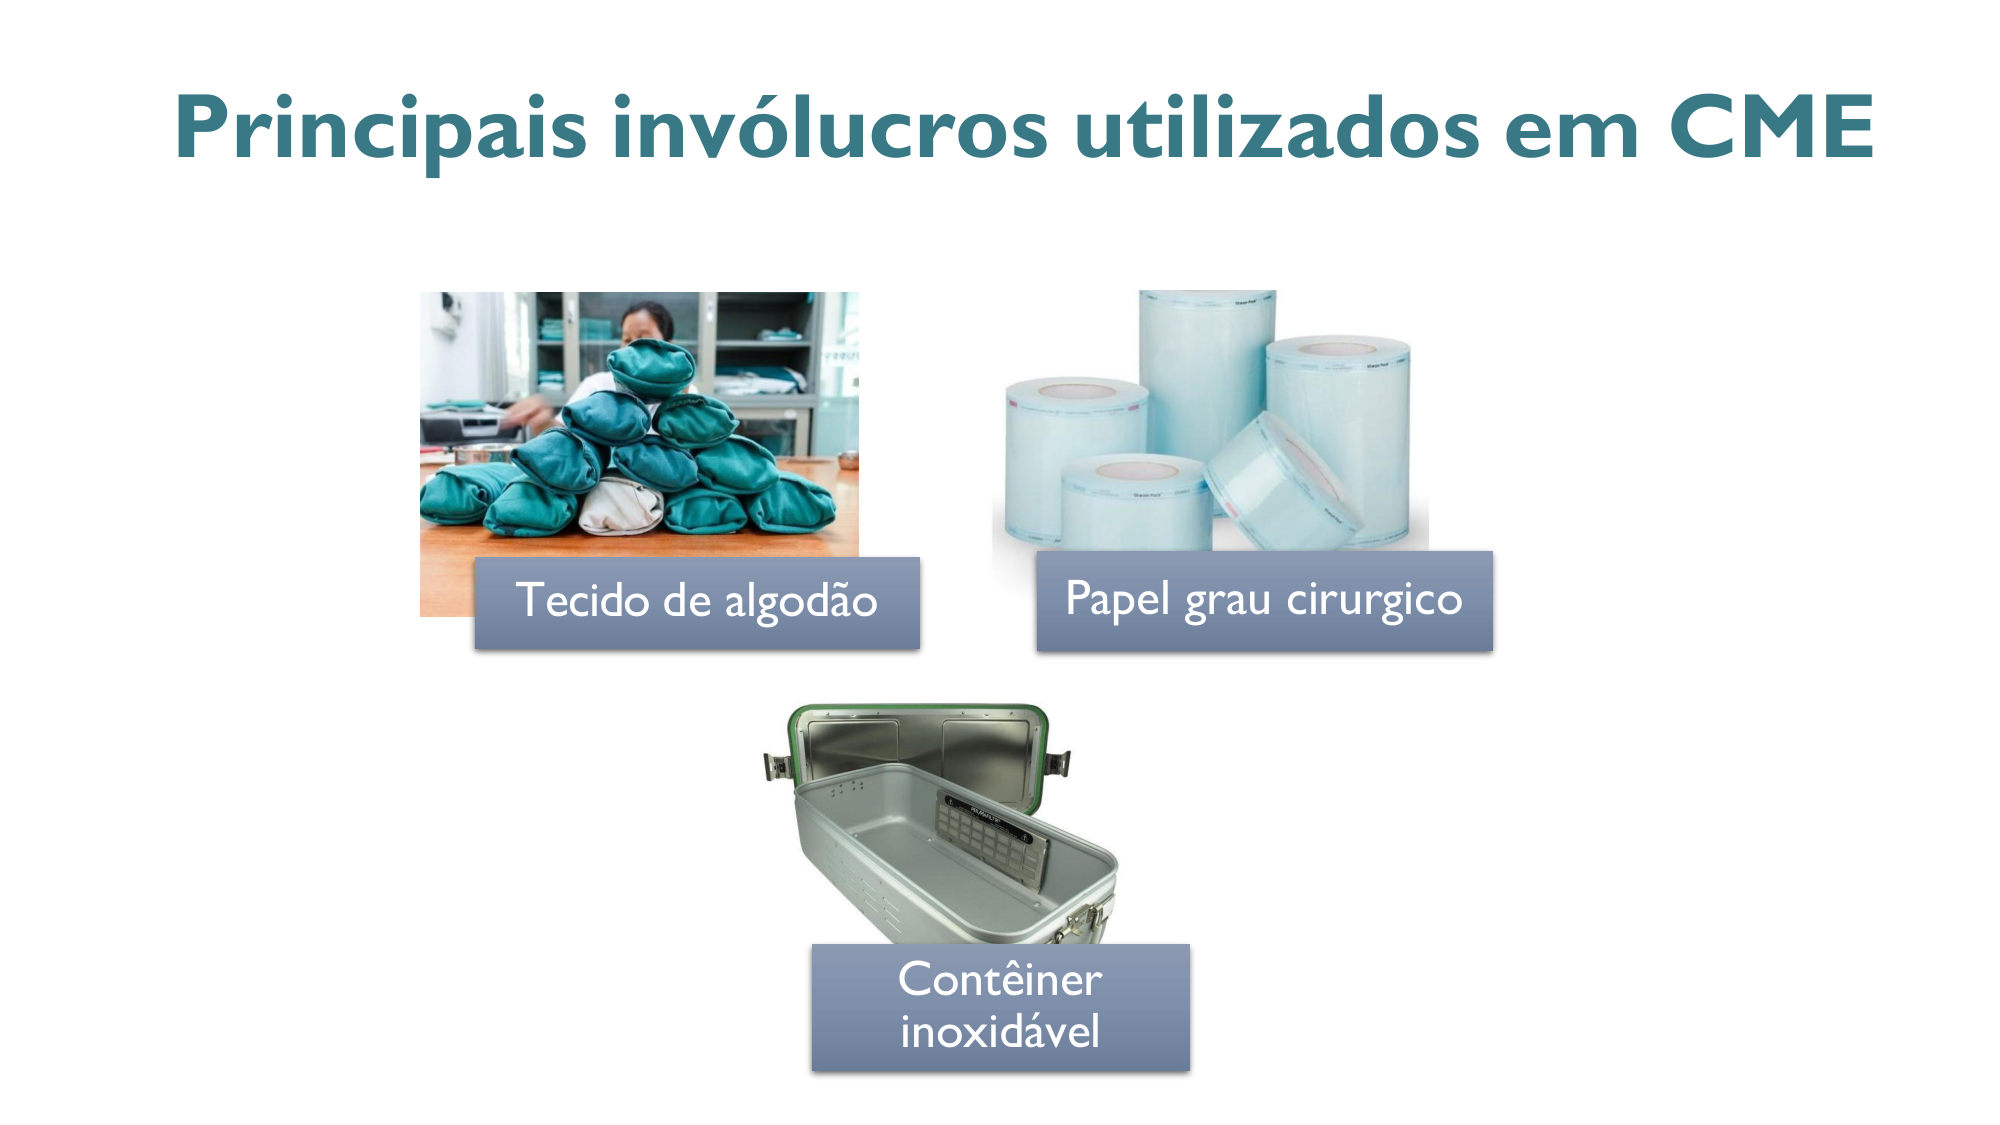 Principais invólucros utilizados em CME
Tecido de algodão
Papel grau cirurgico
Contêiner
inoxidável